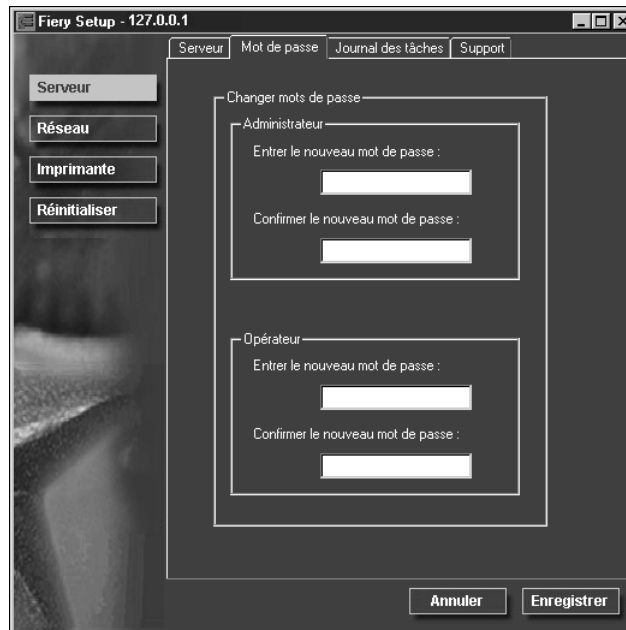 Fiery Setup - 127.0.0.1
Serveur
Mot de passe
Journal des tâches
Support
Serveur
Réseau
Imprimante
Réinitialiser
Changer mots de passe
Administrateur
Entrer le nouveau mot de passe :
Confirmer le nouveau mot de passe :
Opérateur
Entrer le nouveau mot de passe :
Confirmer le nouveau mot de passe :
Annuler
Enregistrer